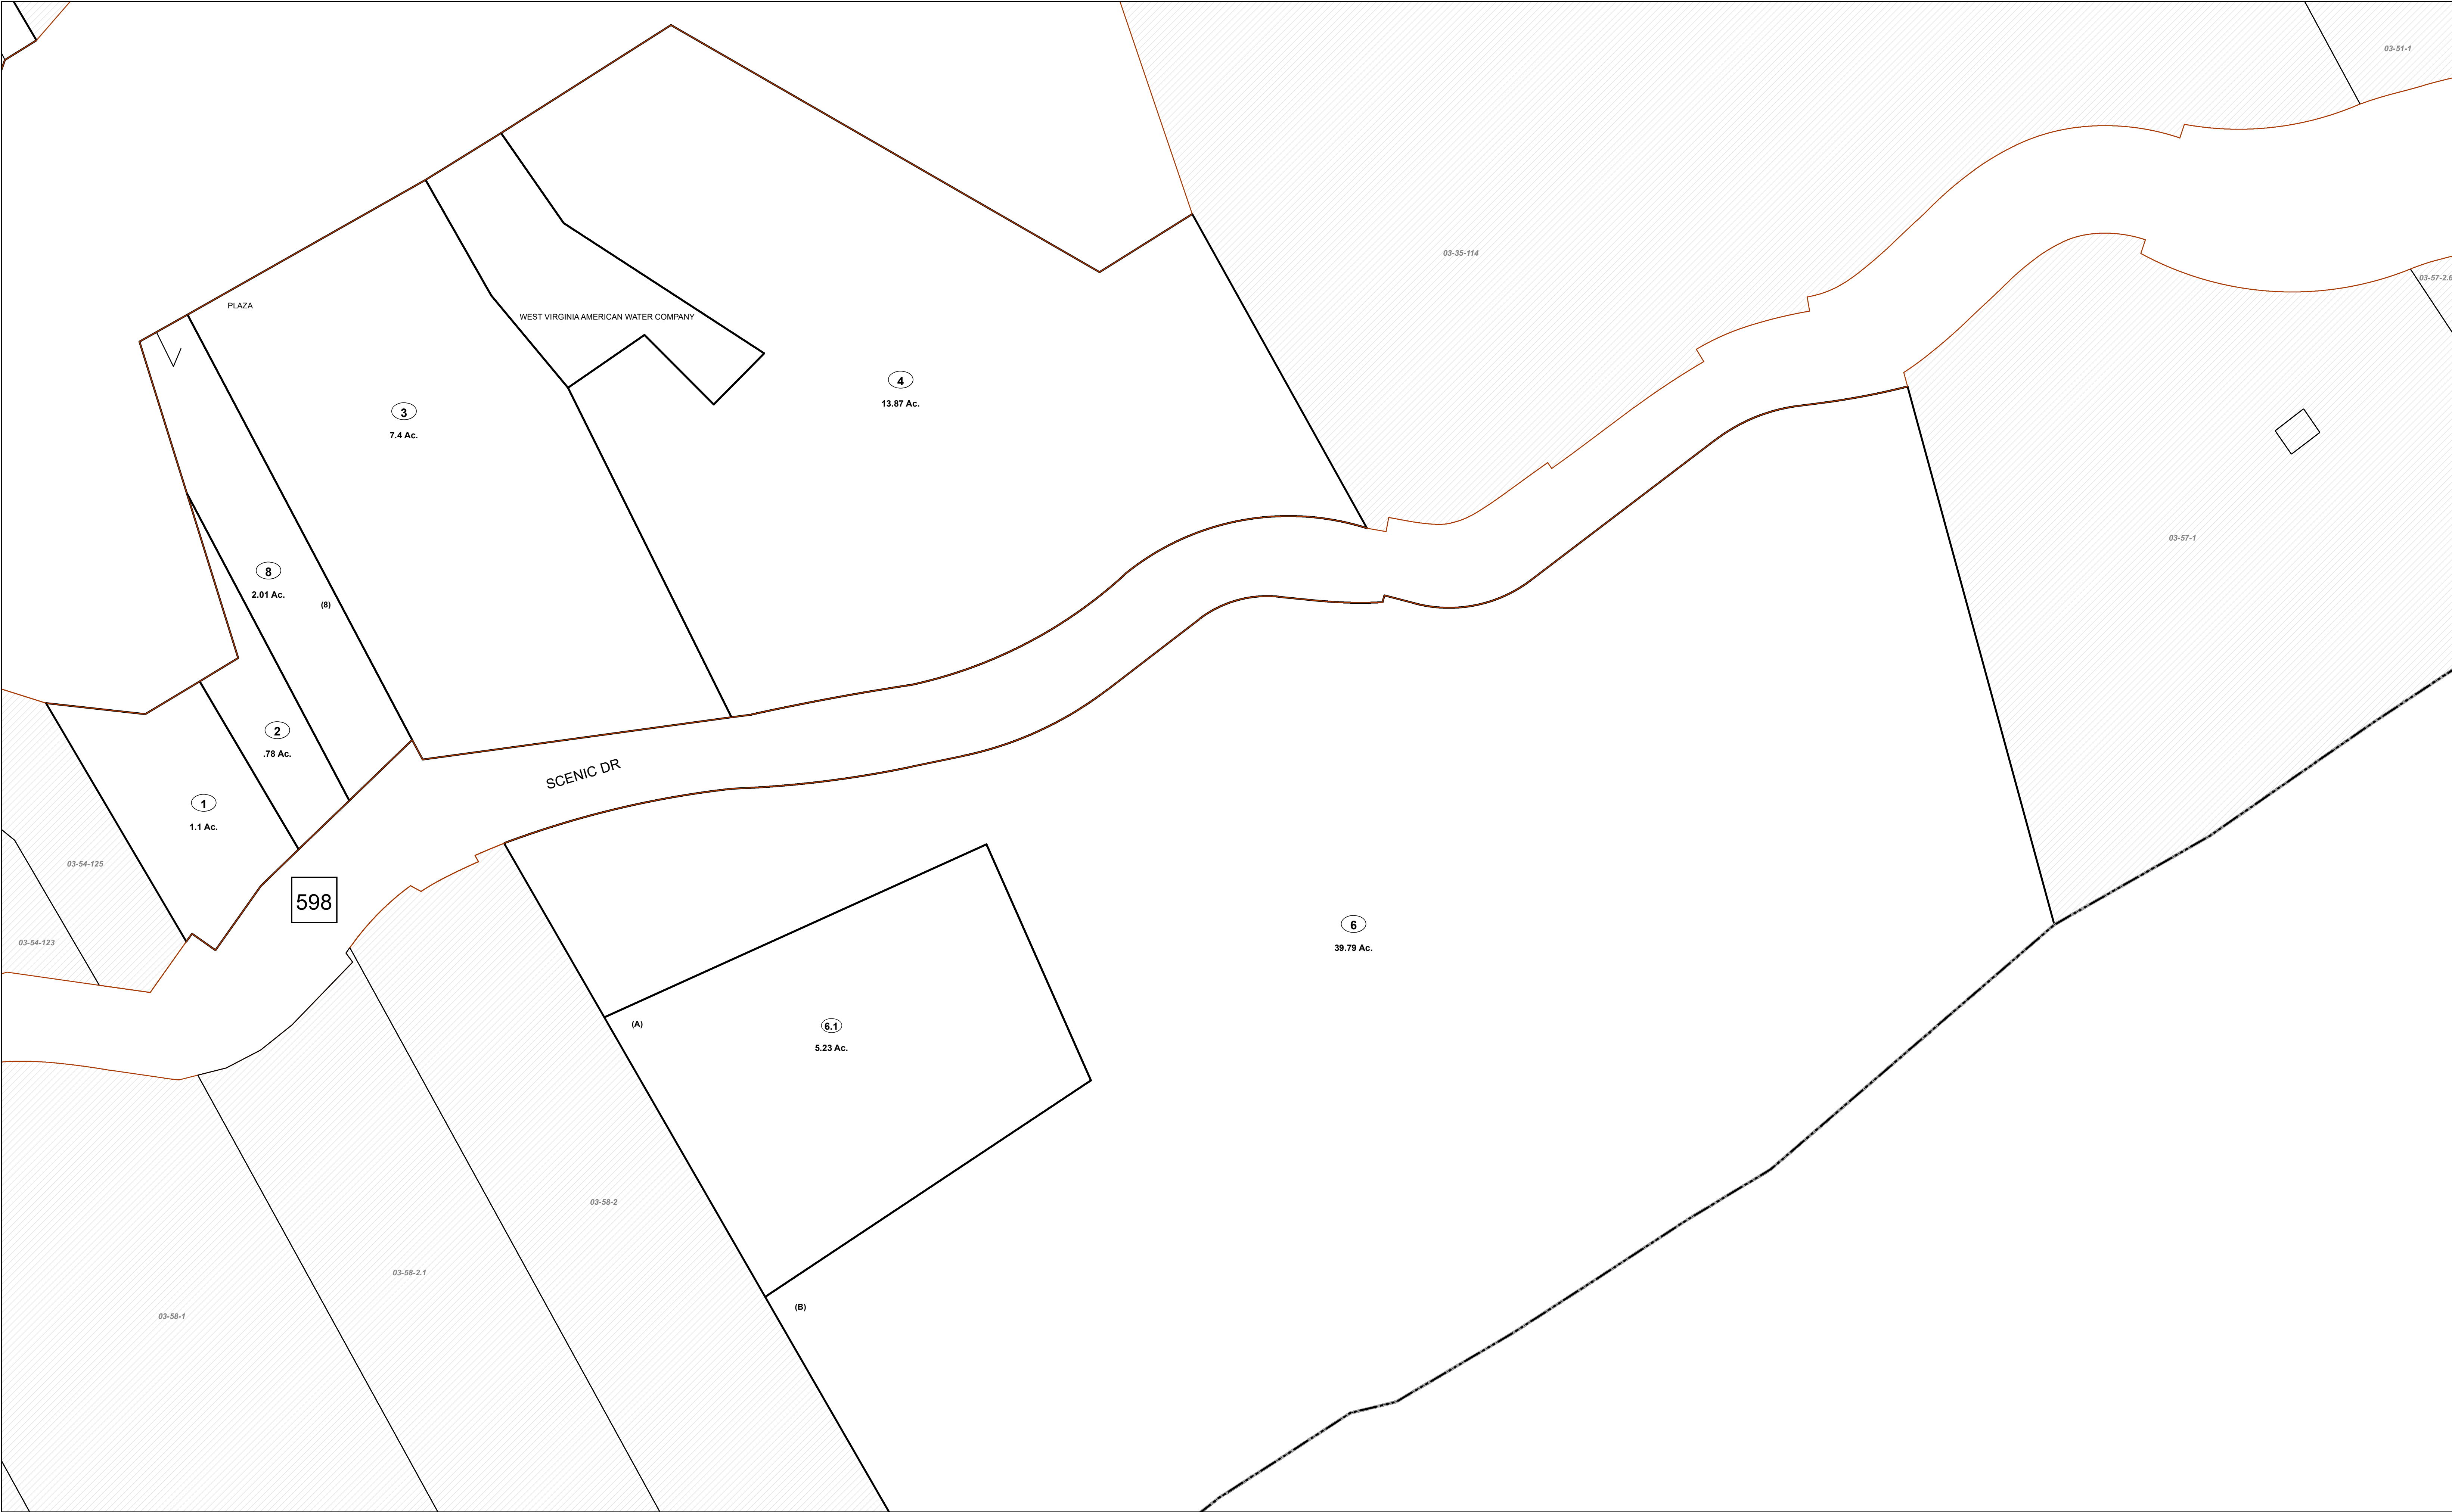 03-51-1
03-35-114
03-57-2.6
PLAZA
WEST VIRGINIA AMERICAN WATER COMPANY
4
13.87 Ac.
3
7.4 Ac.
03-57-1
8
2.01 Ac.
(8)
2
.78 Ac.
SCENIC DR
1
1.1 Ac.
03-54-125
598
03-54-123
6
39.79 Ac.
(A)
6.1
5.23 Ac.
03-58-2
03-58-2.1
(B)
03-58-1